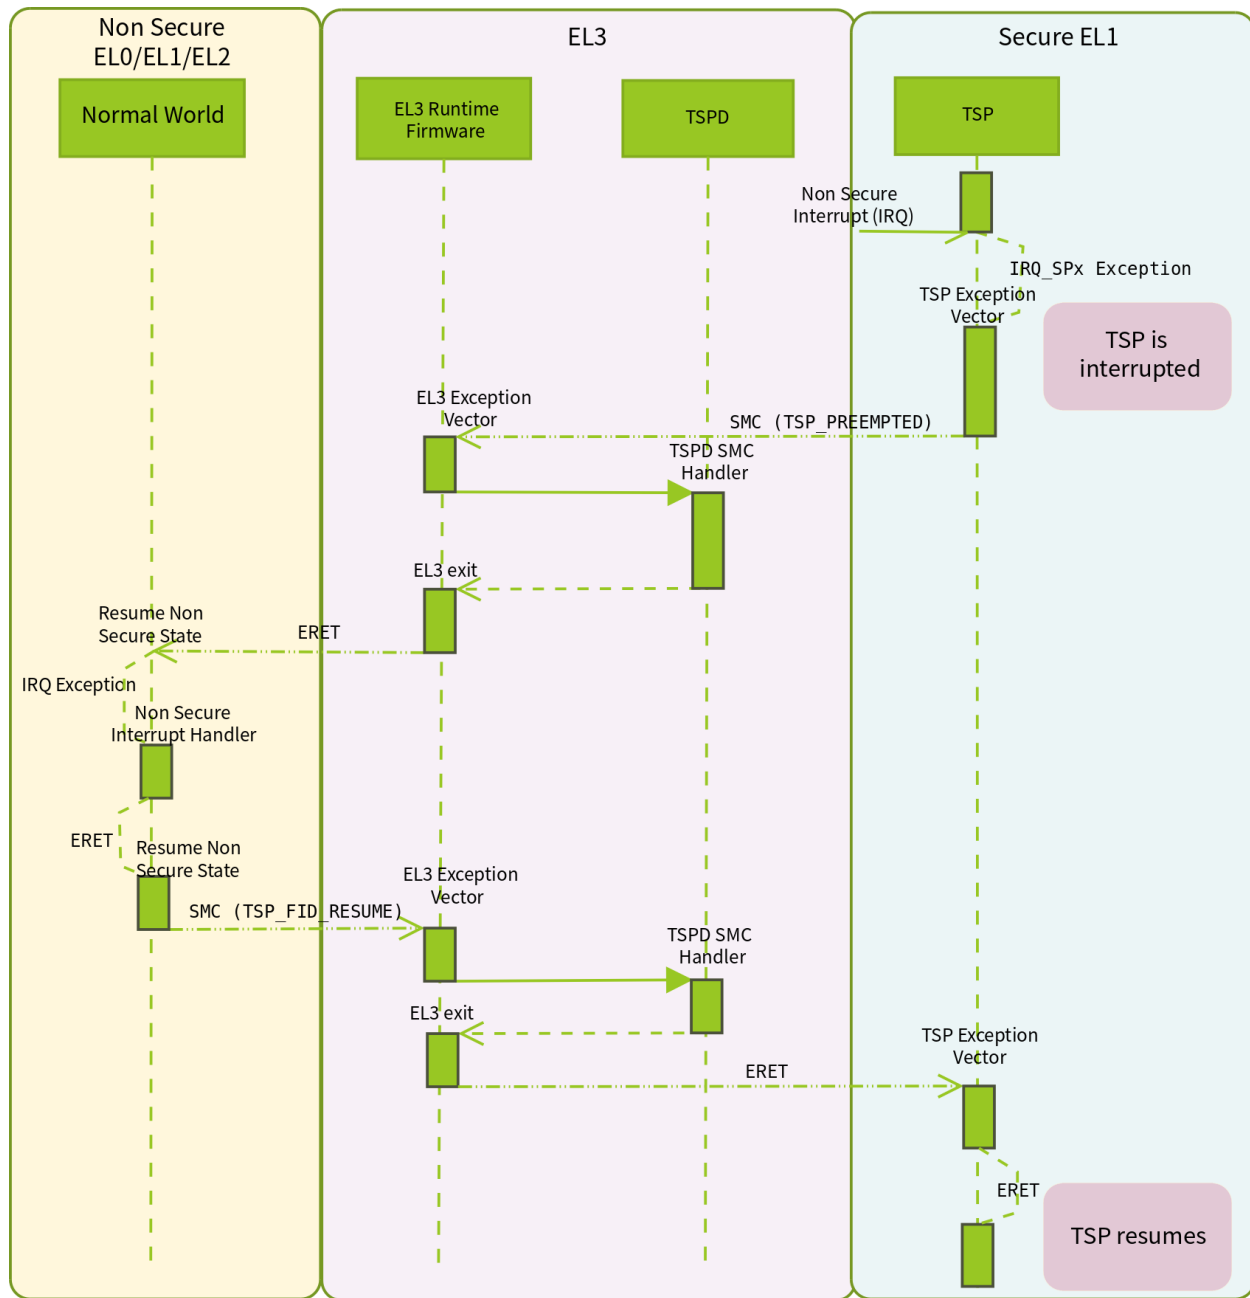 Non Secure
EL0/EL1/EL2
EL3
Secure EL1
Normal World
EL3 Runtime
Firmware
TSPD
TSP
Non Secure
Interrupt (IRQ)
IRQ_SPx Exception
TSP Exception
Vector
TSP is
interrupted
EL3 Exception
Vector
SMC (TSP_PREEMPTED)
TSPD SMC
Handler
EL3 exit
Resume Non
Secure State
ERET
IRQ Exception
Non Secure
Interrupt Handler
ERET
Resume Non
Secure State
EL3 Exception
Vector
SMC (TSP_FID_RESUME)
TSPD SMC
Handler
EL3 exit
TSP Exception
Vector
ERET
ERET
TSP resumes